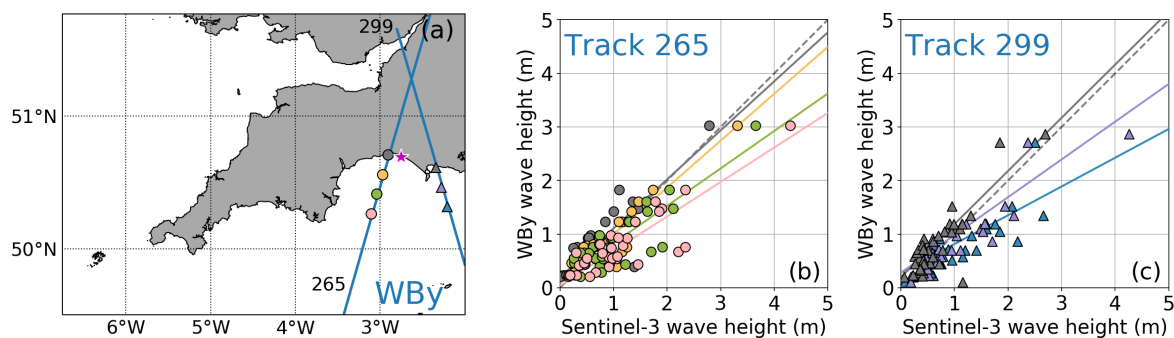 299
(a)
51°N
50°N
265
WBy
6°W
5°W
4°W
3°W
Track 265
WBy wave height (m)
5
4
3
2
1
0
(b)
0
1
2
3
4
5
Sentinel-3 wave height (m)
Track 299
WBy wave height (m)
5
4
3
2
1
0
(c)
0
1
2
3
4
5
Sentinel-3 wave height (m)